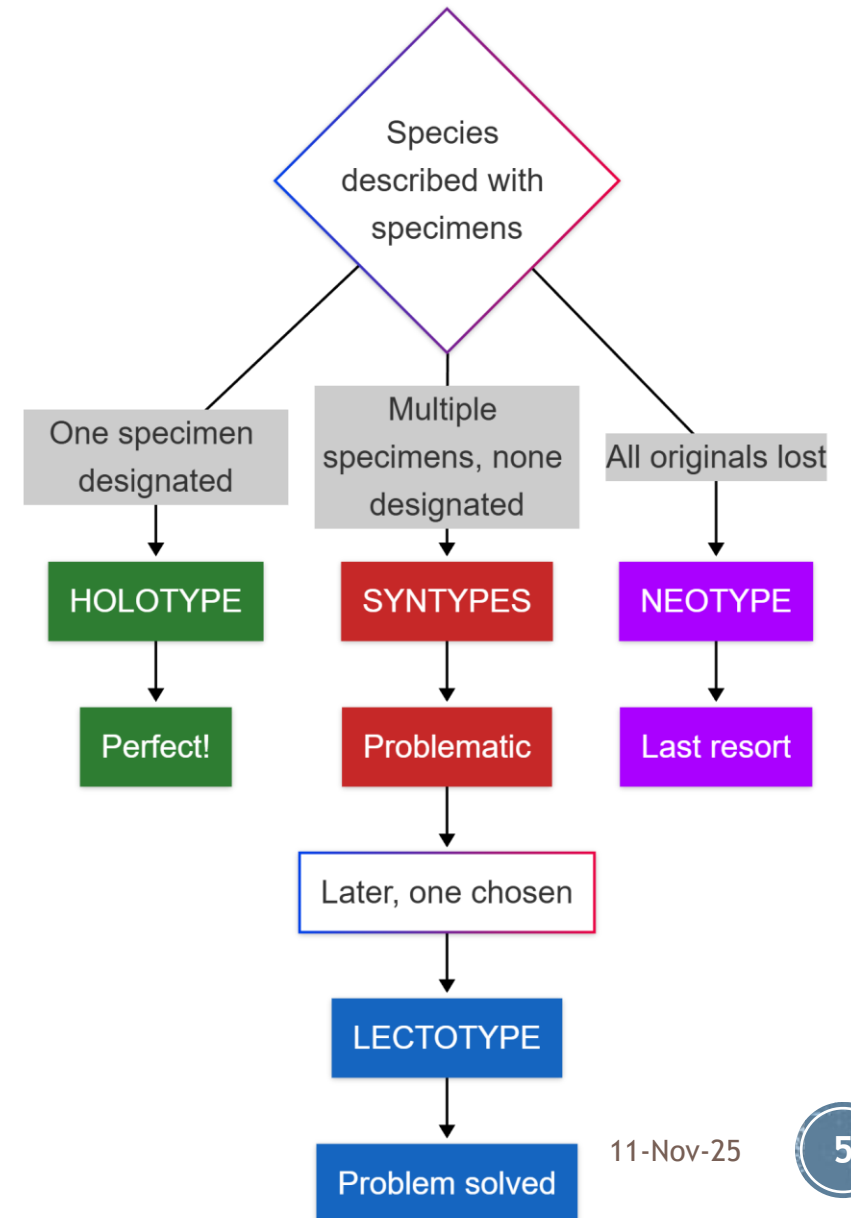 Species
described with
specimens
One specimen
designated
Multiple
specimens, none
designated
All originals lost
HOLOTYPE
SYNTYPES
NEOTYPE
Perfect!
Problematic
Last resort
Later, one chosen
LECTOTYPE
Problem solved
11-Nov-25
5